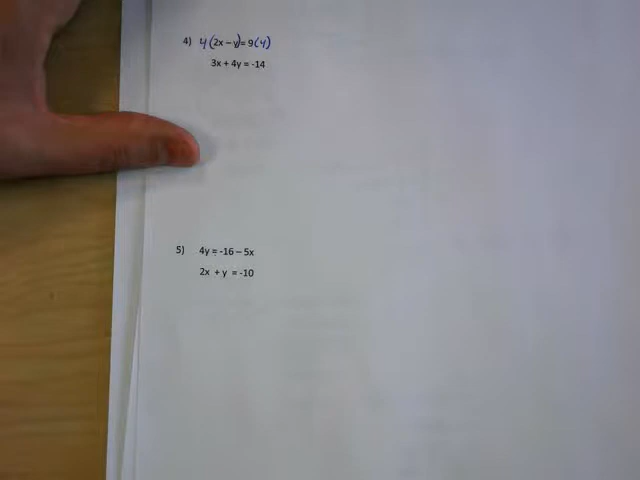 4) 4(2x – y) = 9(4)
3x + 4y = -14
5) 4y = -16 – 5x
2x + y = -10